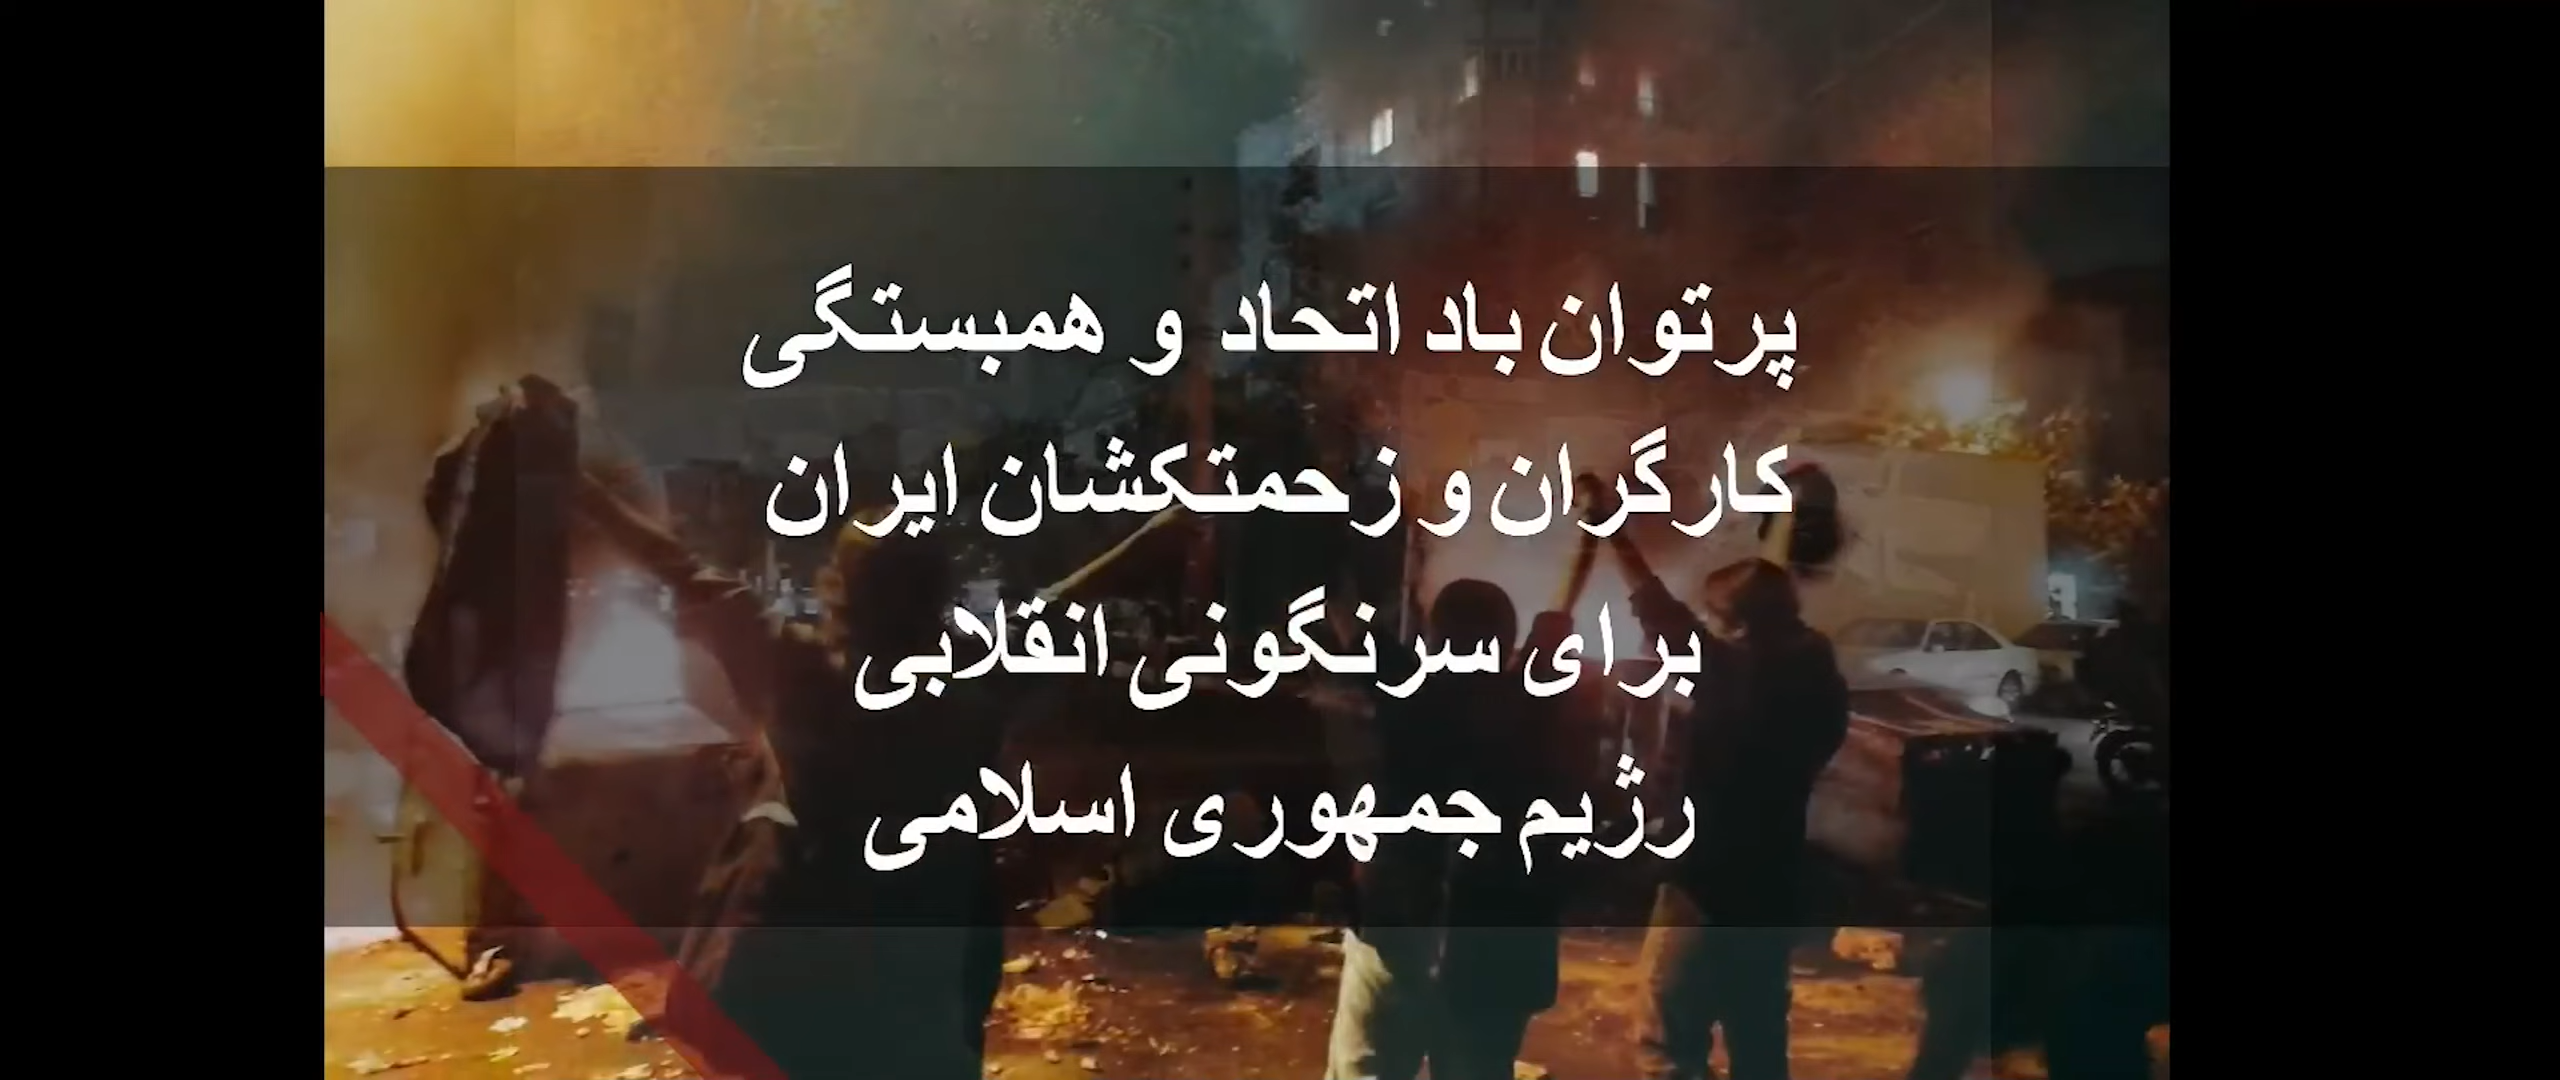 پرتوان باد اتحاد و همبستگی
کارگران و زحمتکشان ایران
برای سرنگونی انقلابی
رژیم جمهوری اسلامی